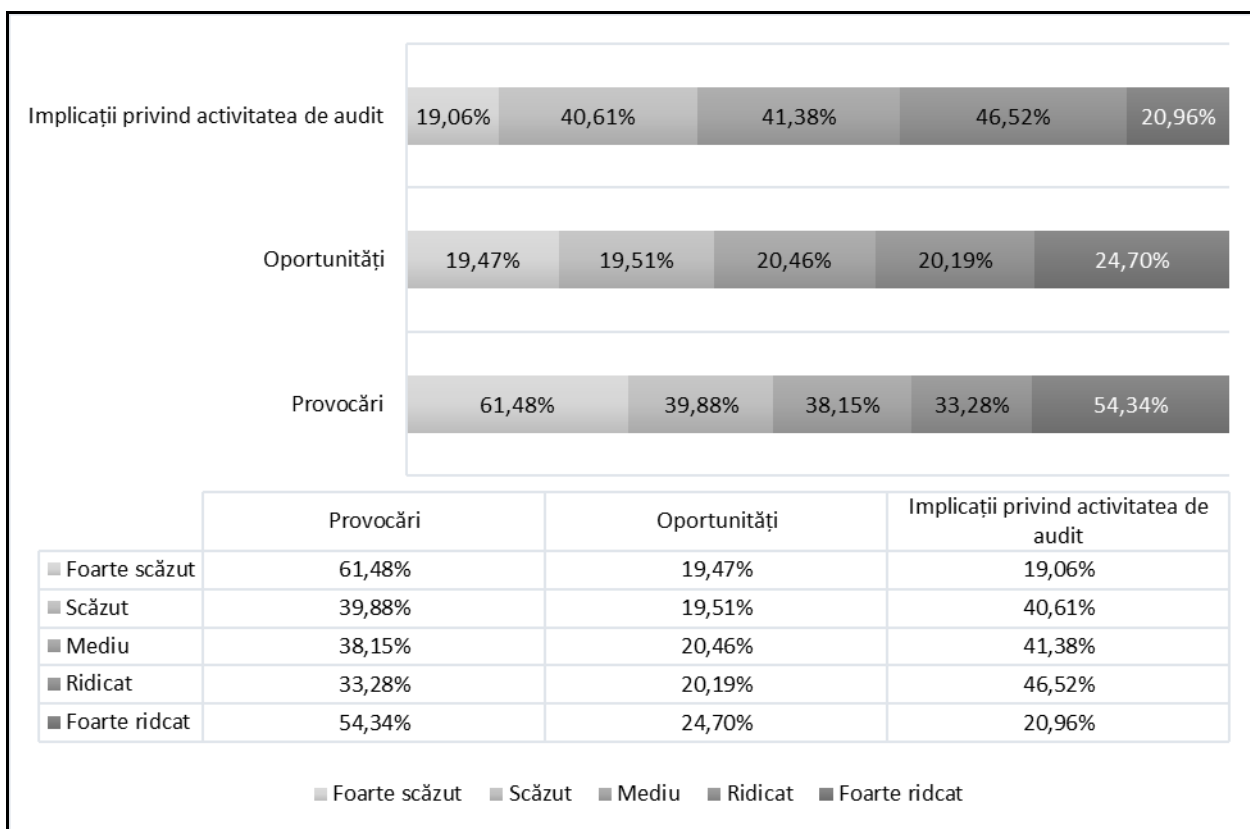 Implicații privind activitatea de audit 19,06% 40,61% 41,38% 46,52% 20,96%
Oportunități 19,47% 19,51% 20,46% 20,19% 24,70%
Provocări 61,48% 39,88% 38,15% 33,28% 54,34%
Provocări Oportunități Implicații privind activitatea de
audit
Foarte scăzut 61,48% 19,47% 19,06%
Scăzut 39,88% 19,51% 40,61%
Mediu 38,15% 20,46% 41,38%
Ridicat 33,28% 20,19% 46,52%
Foarte ridcat 54,34% 24,70% 20,96%
Foarte scăzut Scăzut Mediu Ridicat Foarte ridcat